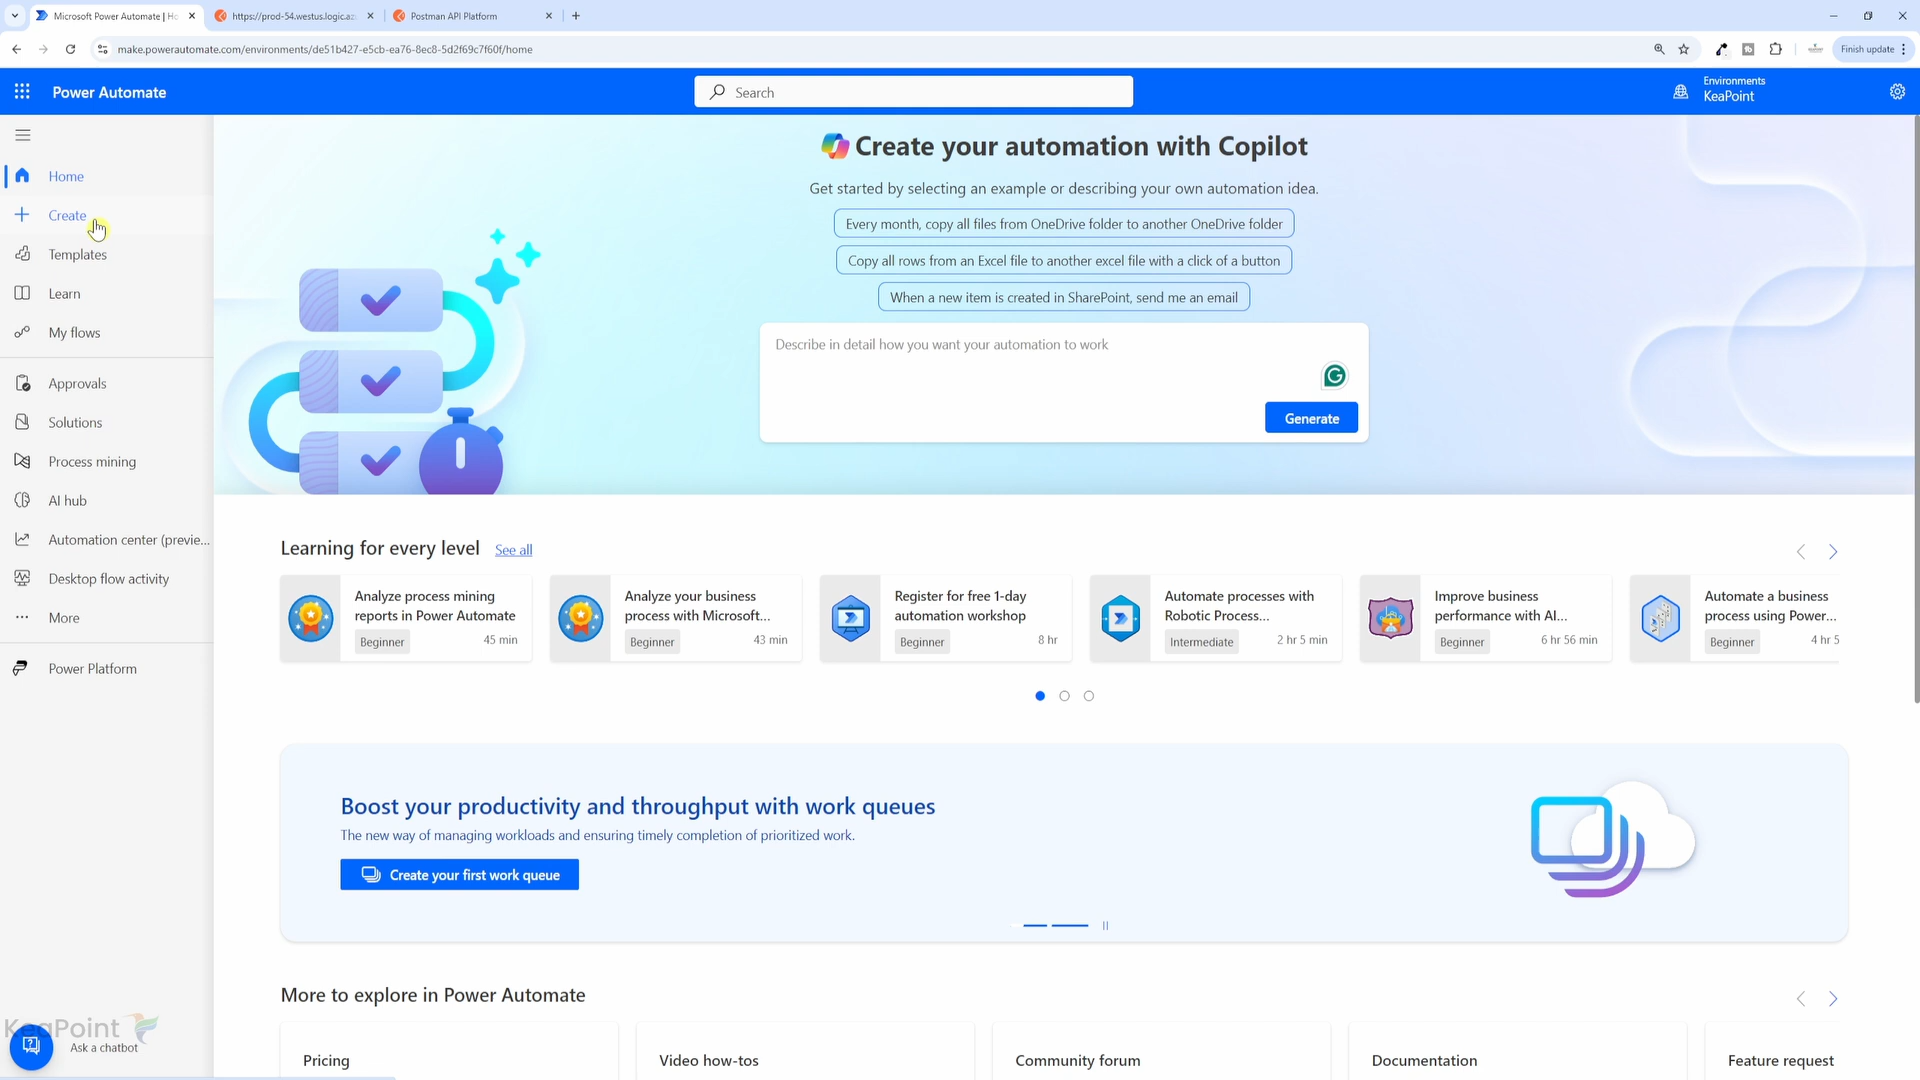 Microsoft Power Automate | Ho
https://prod-54.westus.logic.az
Postman API Platform
make.powerautomate.com/environments/de51b427-e5cb-ea76-8ec8-5d2f69c7f60f/home
Finish update
Power Automate
Search
Environments
KeaPoint
Home
Create
Templates
Learn
My flows
Approvals
Solutions
Process mining
AI hub
Automation center (previe...
Desktop flow activity
More
Power Platform
KeaPoint
Ask a chatbot
Create your automation with Copilot
Get started by selecting an example or describing your own automation idea.
Every month, copy all files from OneDrive folder to another OneDrive folder
Copy all rows from an Excel file to another excel file with a click of a button
When a new item is created in SharePoint, send me an email
Describe in detail how you want your automation to work
Generate
Learning for every level See all
Analyze process mining
reports in Power Automate
Beginner 45 min
Analyze your business
process with Microsoft...
Beginner 43 min
Register for free 1-day
automation workshop
Beginner 8 hr
Automate processes with
Robotic Process...
Intermediate 2 hr 5 min
Improve business
performance with AI...
Beginner 6 hr 56 min
Automate a business
process using Power...
Beginner 4 hr 5
Boost your productivity and throughput with work queues
The new way of managing workloads and ensuring timely completion of prioritized work.
Create your first work queue
More to explore in Power Automate
Pricing
Video how-tos
Community forum
Documentation
Feature request